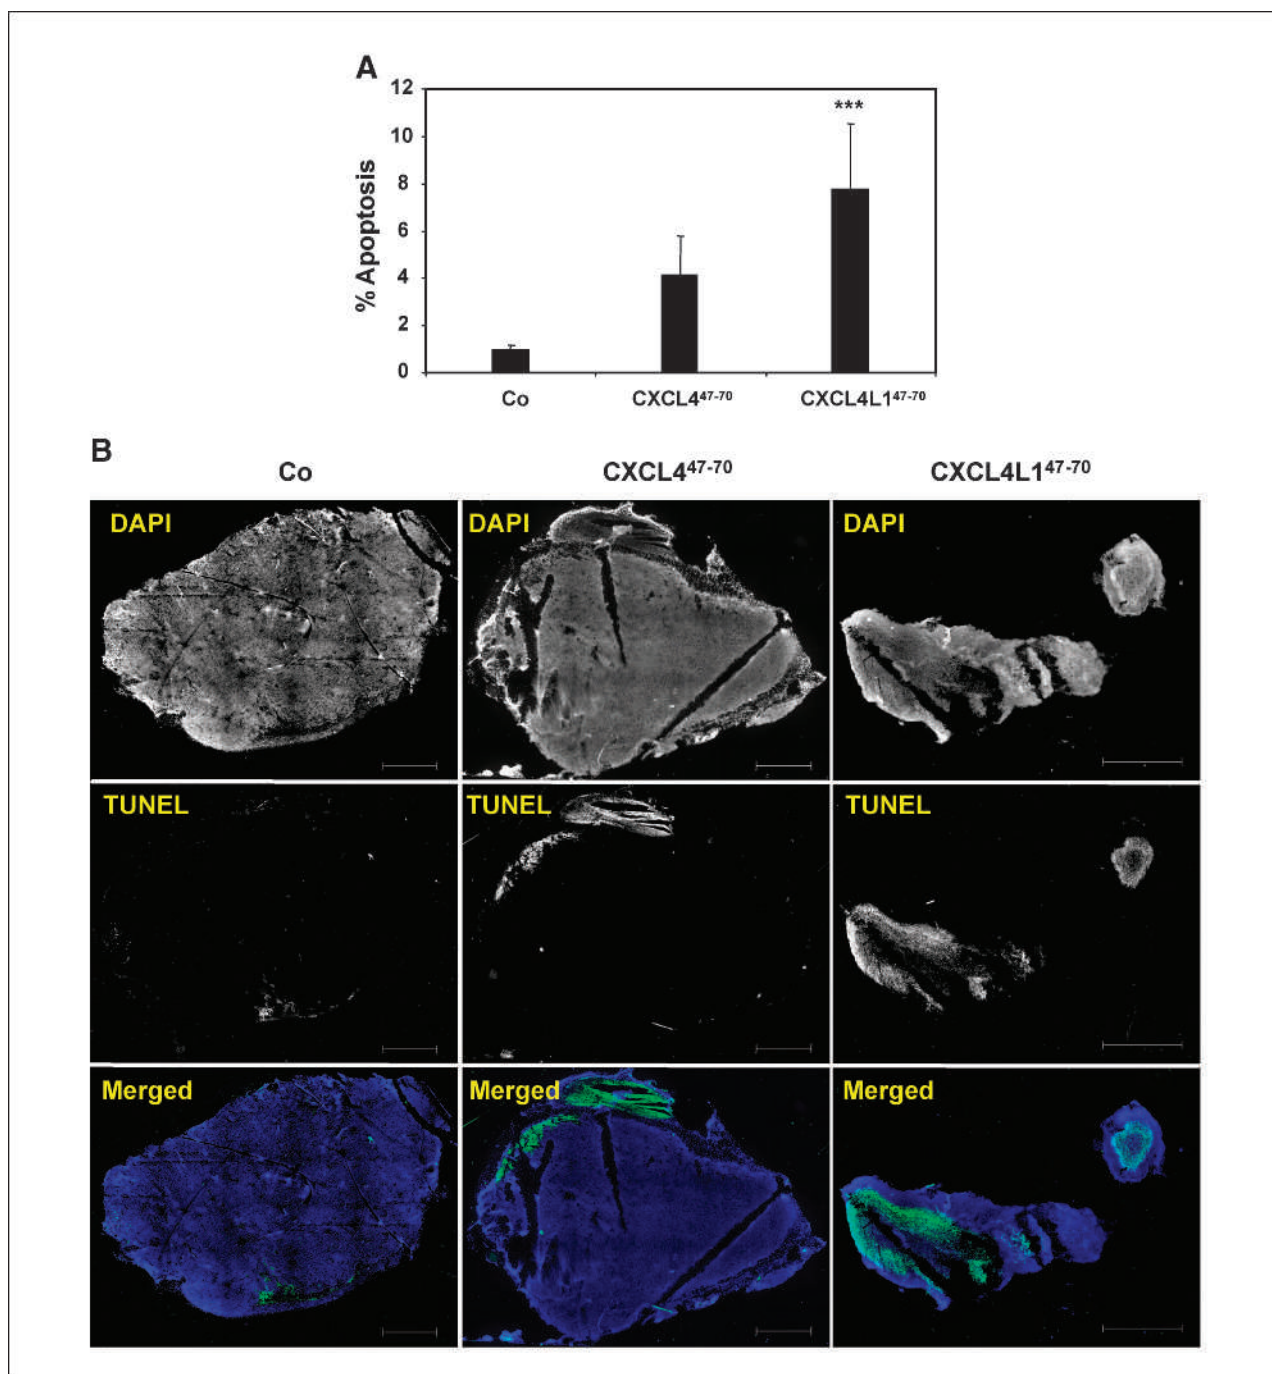 A
12
10
8
6
4
2
0
% Apoptosis
***
Co CXCL4⁴⁷⁻⁷⁰ CXCL4L1⁴⁷⁻⁷⁰
B
Co CXCL4⁴⁷⁻⁷⁰ CXCL4L1⁴⁷⁻⁷⁰
DAPI DAPI DAPI
TUNEL TUNEL TUNEL
Merged Merged Merged